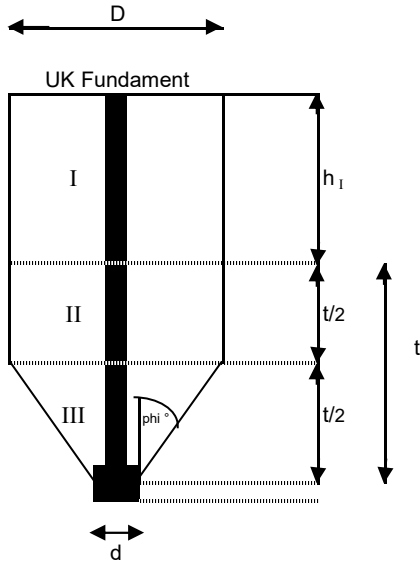 D
UK Fundament
I
h I
II
t/2
t
III
phi °
t/2
d